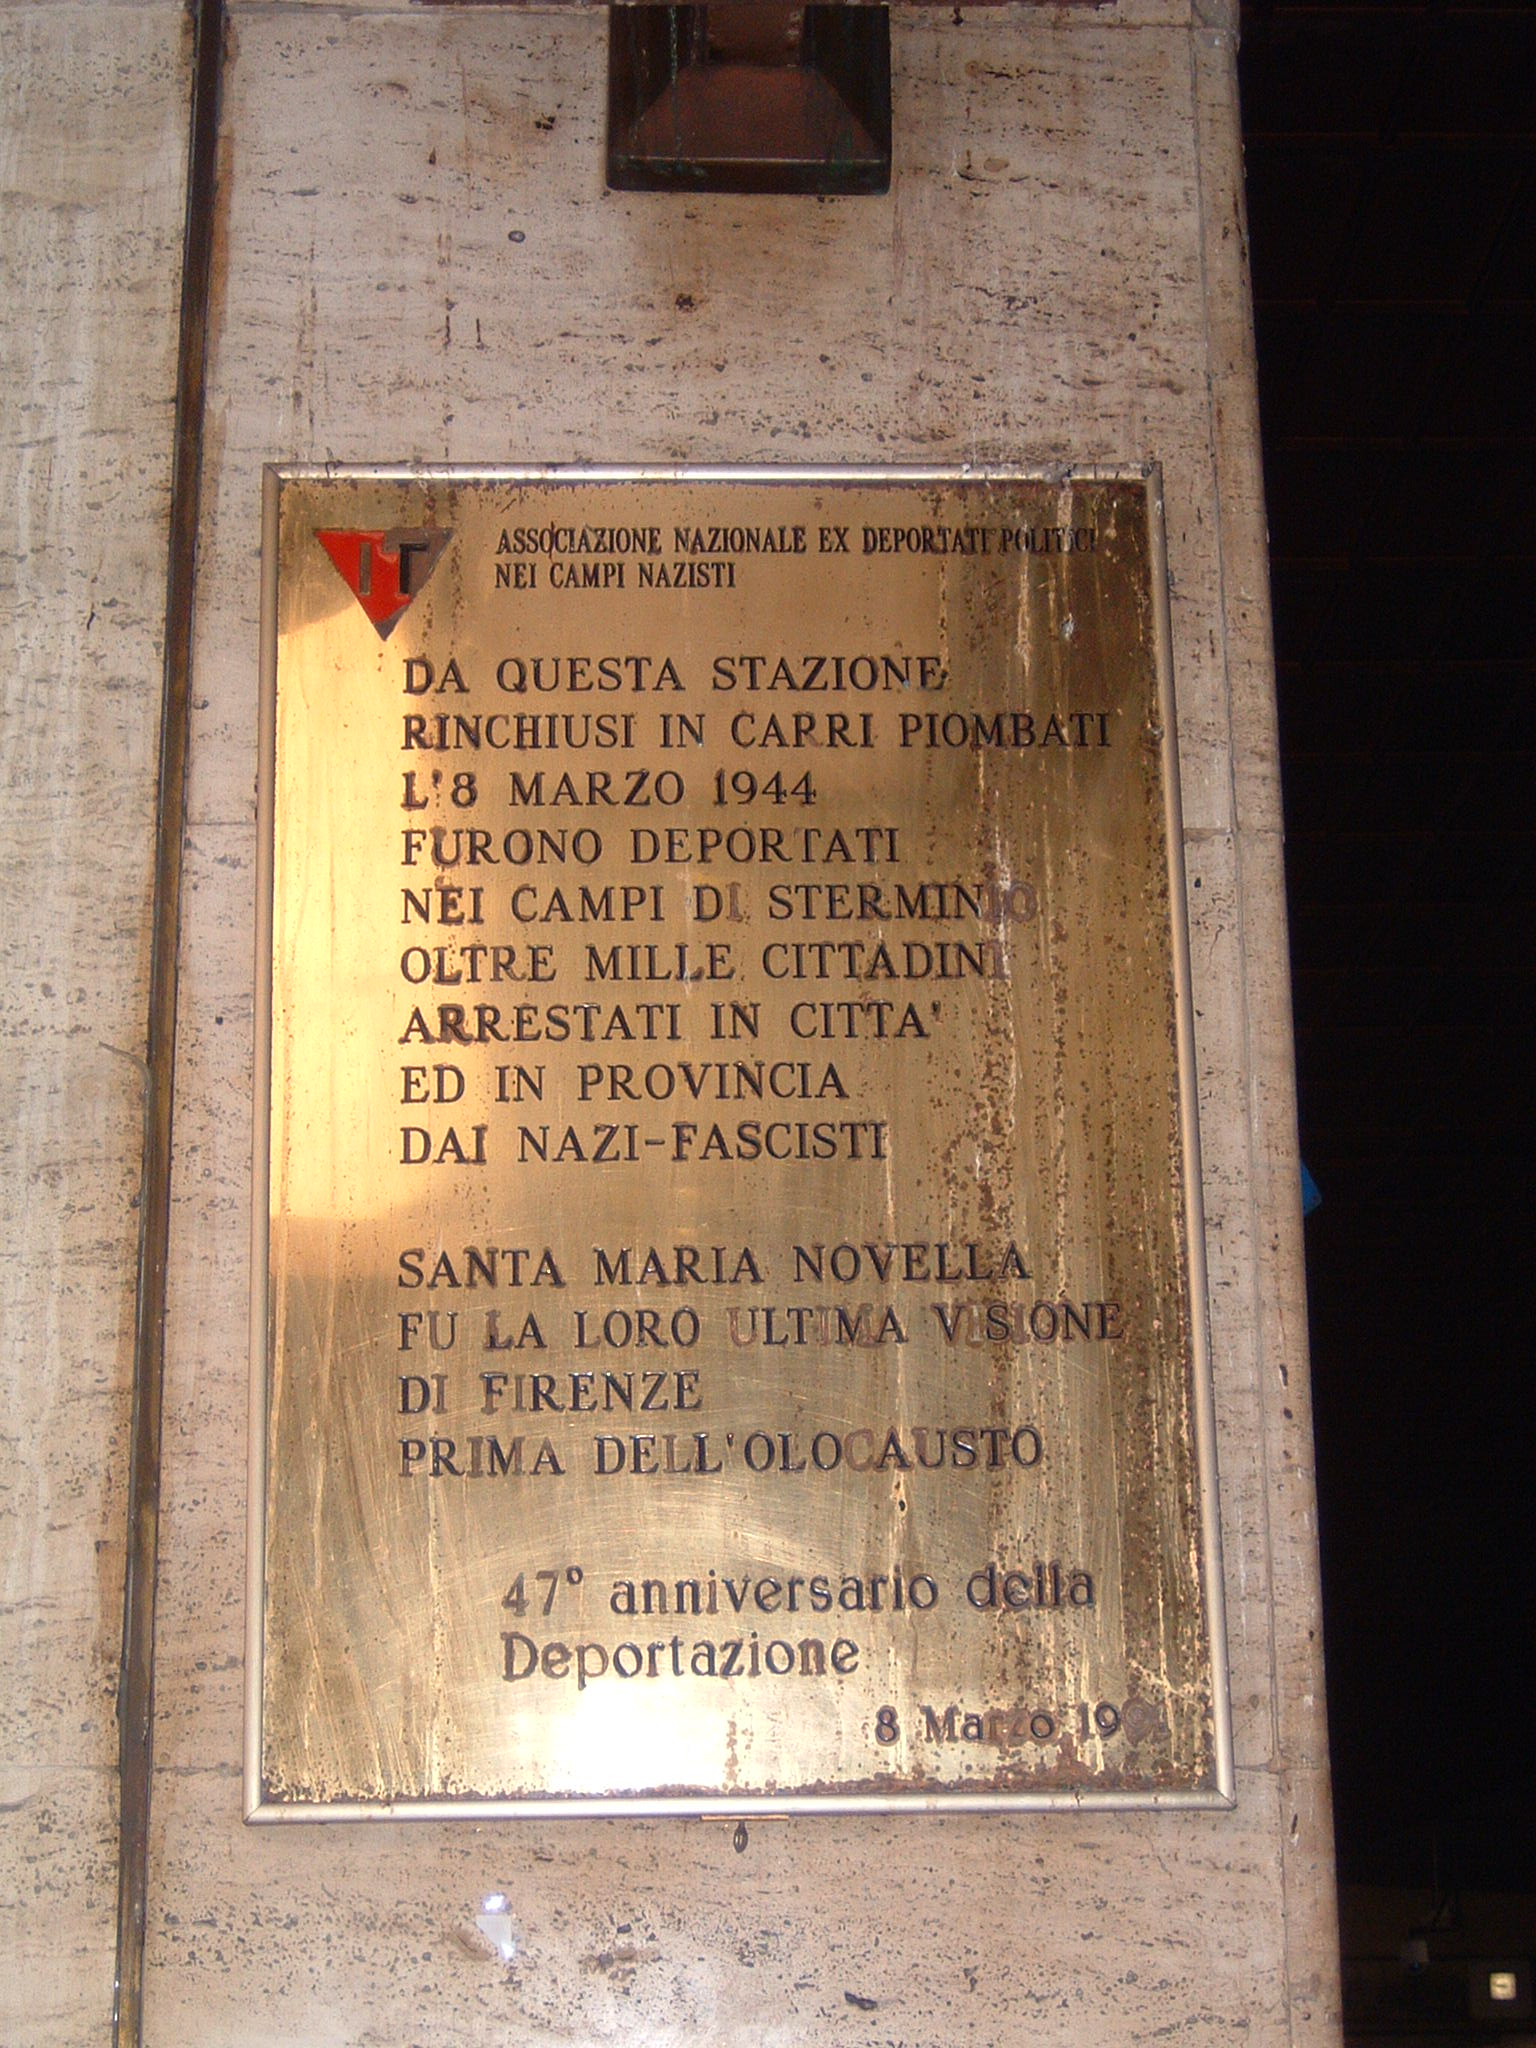 IT
ASSOCIAZIONE NAZIONALE EX DEPORTATI POLITICI
NEI CAMPI NAZISTI
DA QUESTA STAZIONE
RINCHIUSI IN CARRI PIOMBATI
L'8 MARZO 1944
FURONO DEPORTATI
NEI CAMPI DI STERMINIO
OLTRE MILLE CITTADINI
ARRESTATI IN CITTA'
ED IN PROVINCIA
DAI NAZI-FASCISTI
SANTA MARIA NOVELLA
FU LA LORO ULTIMA VISIONE
DI FIRENZE
PRIMA DELL'OLOCAUSTO
47° anniversario della
Deportazione
8 Marzo 1991